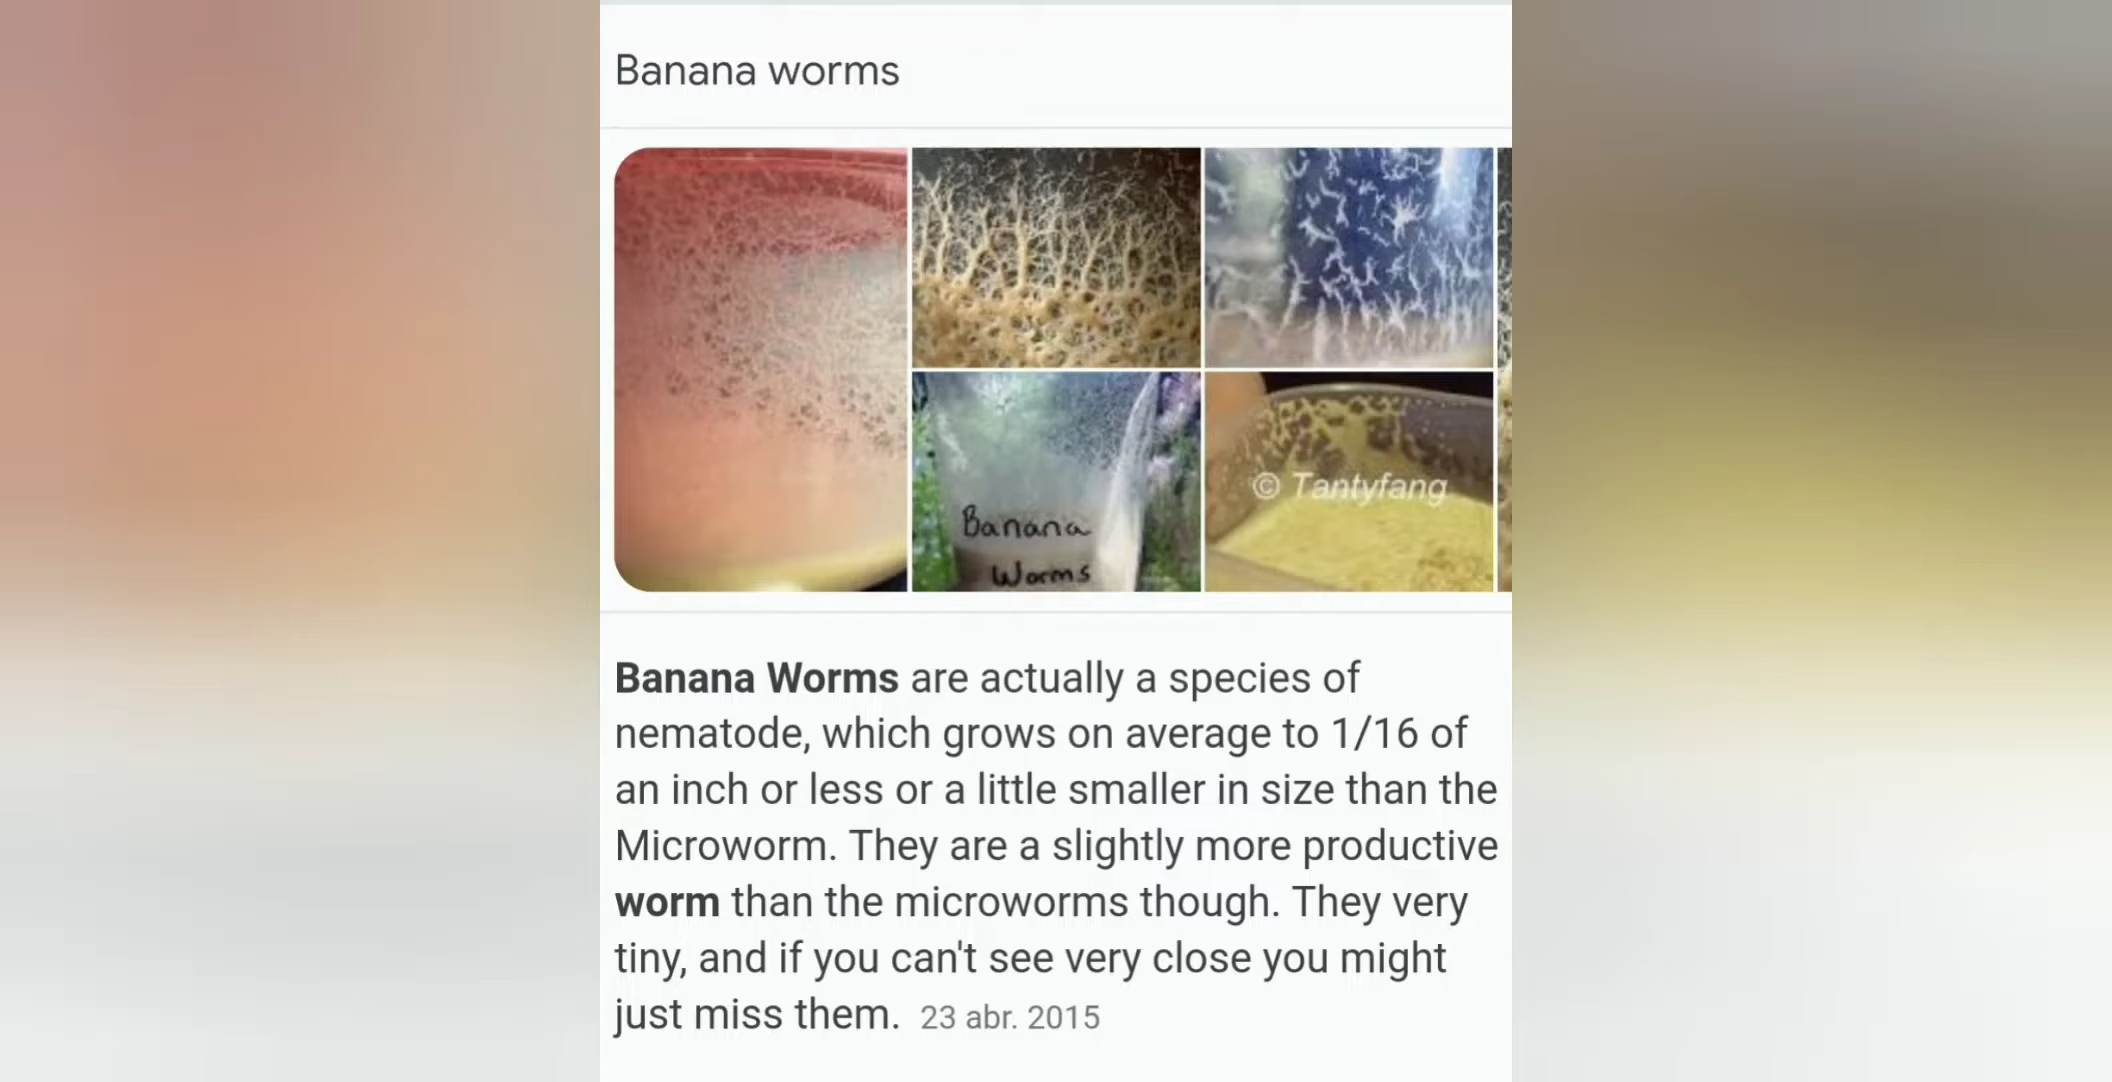 Banana worms
Banana
Worms
© Tantyfang
Banana Worms are actually a species of
nematode, which grows on average to 1/16 of
an inch or less or a little smaller in size than the
Microworm. They are a slightly more productive
worm than the microworms though. They very
tiny, and if you can't see very close you might
just miss them. 23 abr. 2015